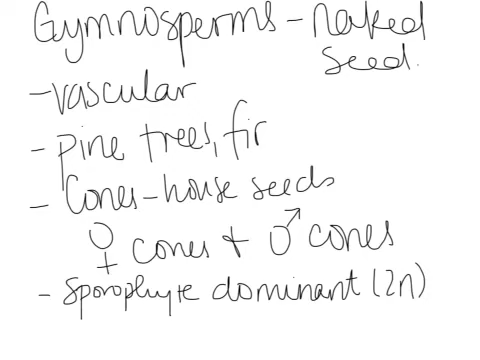 Gymnosperms - naked
seed.
- vascular
- pine trees, fir
- Cones - house seeds
♀ cones + ♂ cones
- sporophyte dominant (2n)